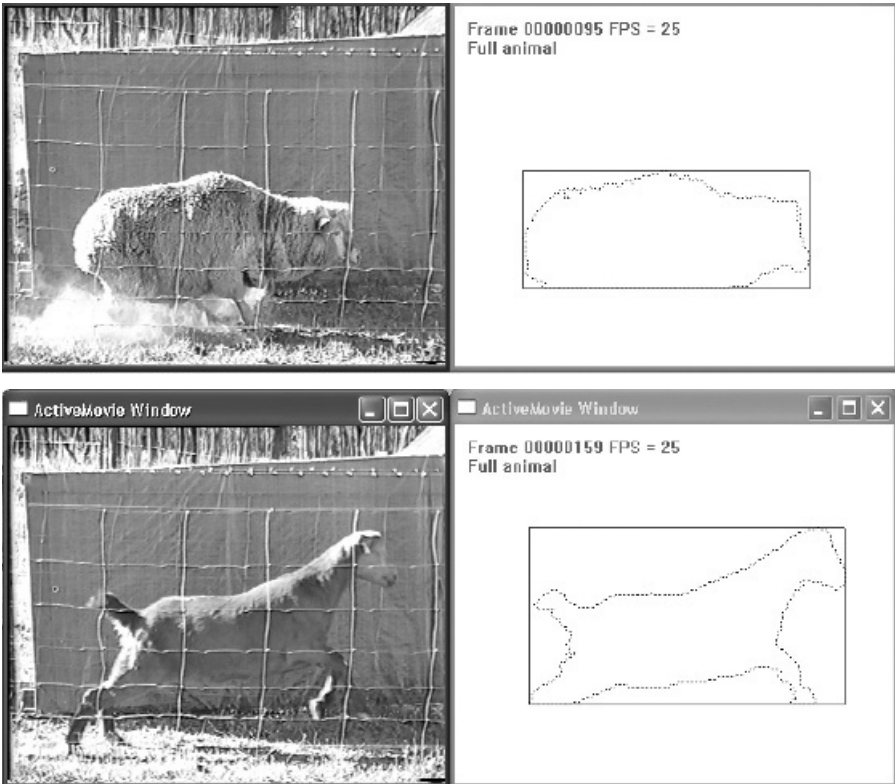 Frame 00000095 FPS = 25
Full animal
ActiveMovie Window
ActiveMovie Window
Frame 00000159 FPS = 25
Full animal